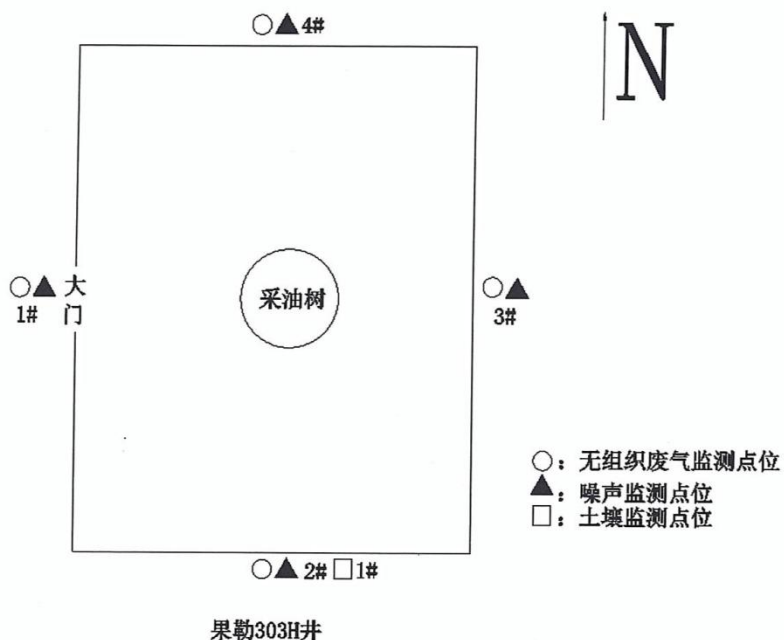 ○▲4#
N
○▲
1#
大门
采油树
○▲
3#
○：无组织废气监测点位
▲：噪声监测点位
□：土壤监测点位
○▲2#□1#
果勒303H井